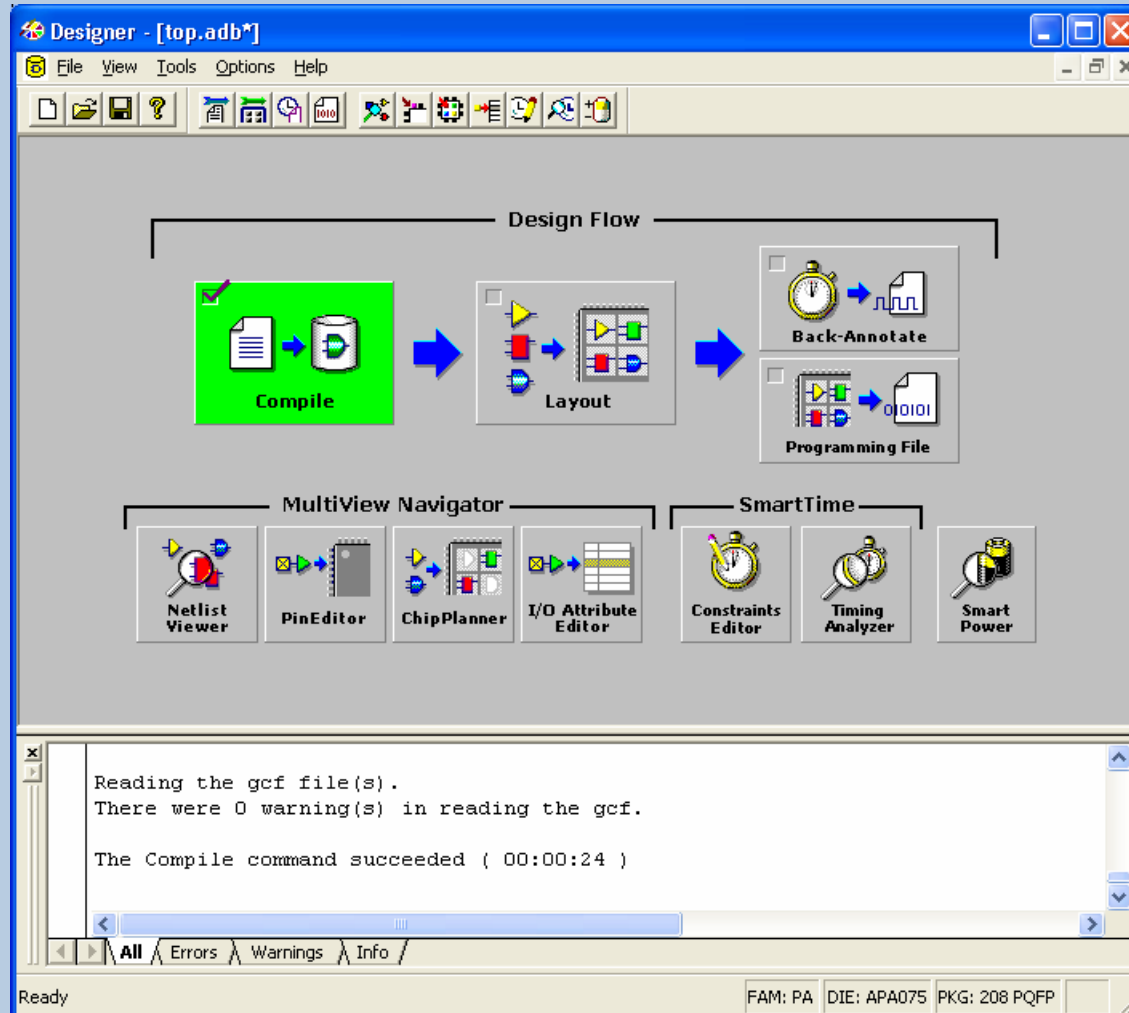 Designer - [top.adb*]
File View Tools Options Help
Design Flow
Compile
Layout
Back-Annotate
010101
Programming File
MultiView Navigator
SmartTime
Netlist
Viewer
PinEditor
ChipPlanner
I/O Attribute
Editor
Constraints
Editor
Timing
Analyzer
Smart
Power
Reading the gcf file(s).
There were 0 warning(s) in reading the gcf.
The Compile command succeeded ( 00:00:24 )
All Errors Warnings Info
Ready
FAM: PA DIE: APA075 PKG: 208 PQFP